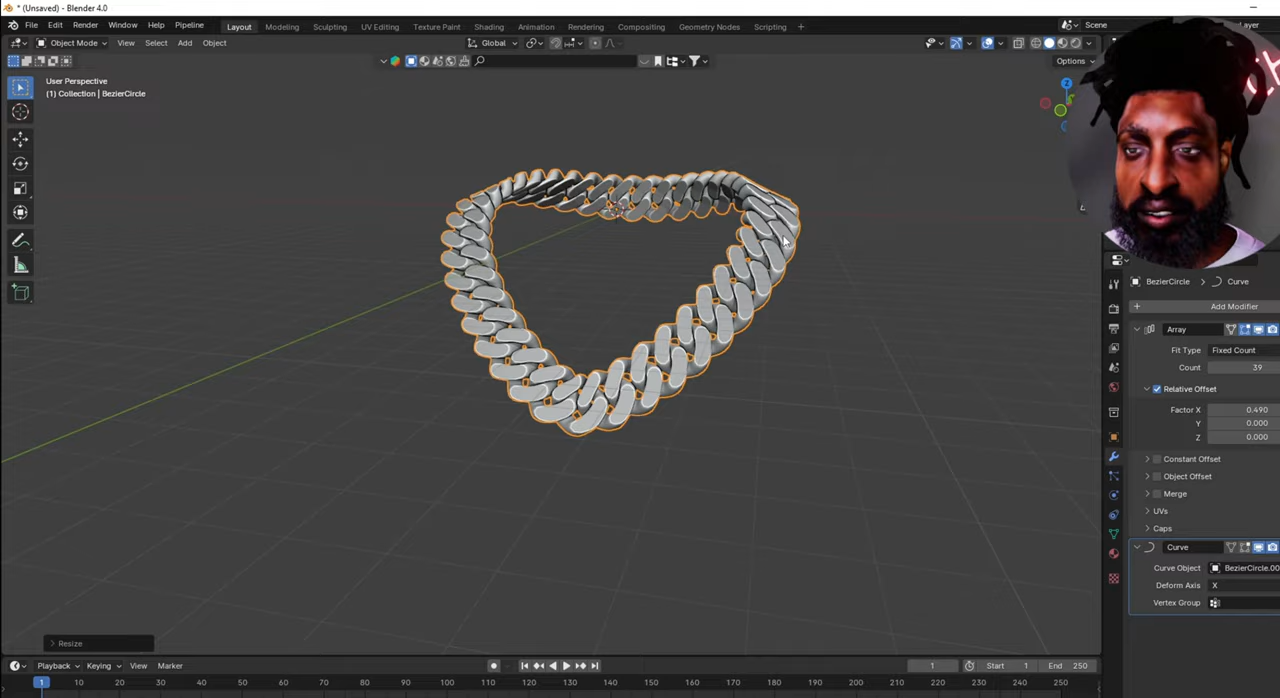 * (Unsaved) - Blender 4.0
File Edit Render Window Help Pipeline Layout Modeling Sculpting UV Editing Texture Paint Shading Animation Rendering Compositing Geometry Nodes Scripting + Scene Layer
Object Mode View Select Add Object Global
Options
User Perspective
(1) Collection | BezierCircle
Z
BezierCircle > Curve
+ Add Modifier
Array
Fit Type Fixed Count
Count 39
Relative Offset
Factor X 0.490
Y 0.000
Z 0.000
Constant Offset
Object Offset
Merge
UVs
Caps
Curve
Curve Object BezierCircle.00
Deform Axis X
Vertex Group
> Resize
Playback Keying View Marker 1 Start 1 End 250
1 10 20 30 40 50 60 70 80 90 100 110 120 130 140 150 160 170 180 190 200 210 220 230 240 250